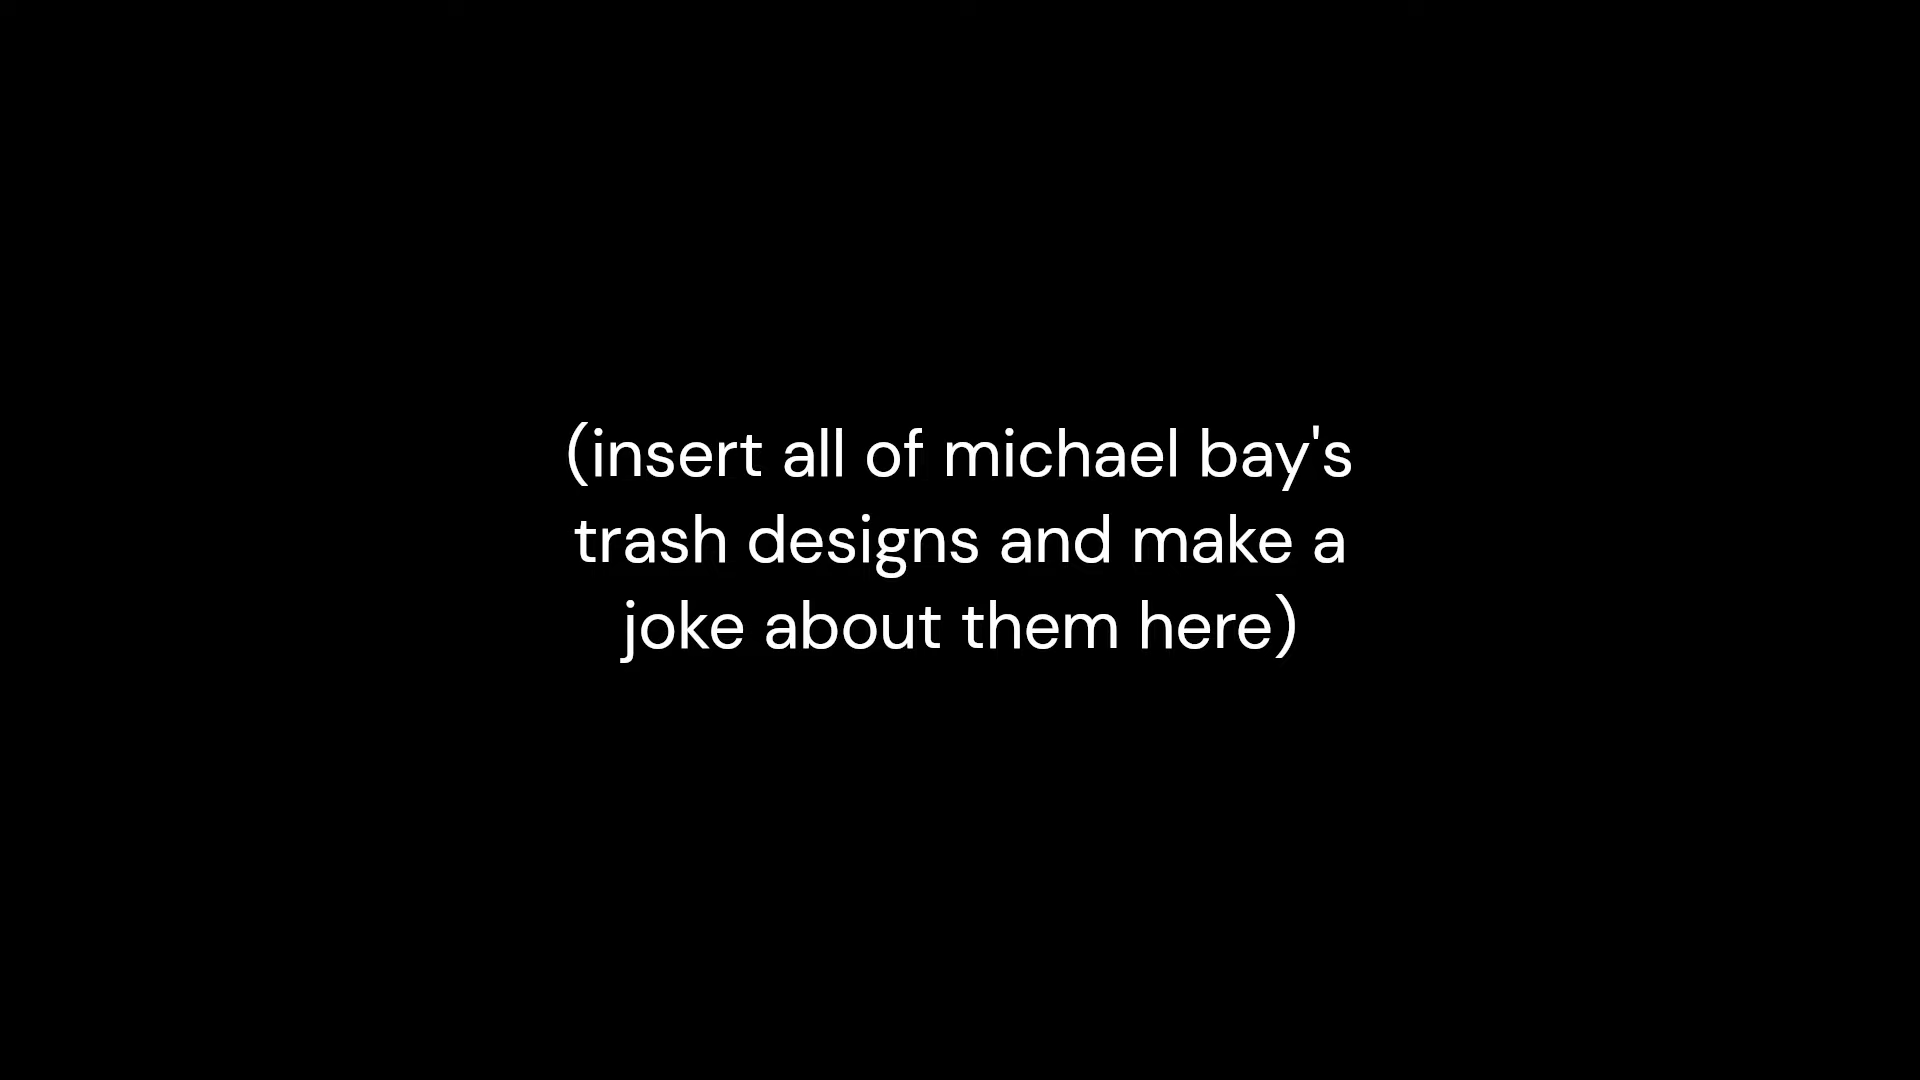 (insert all of michael bay's
trash designs and make a
joke about them here)